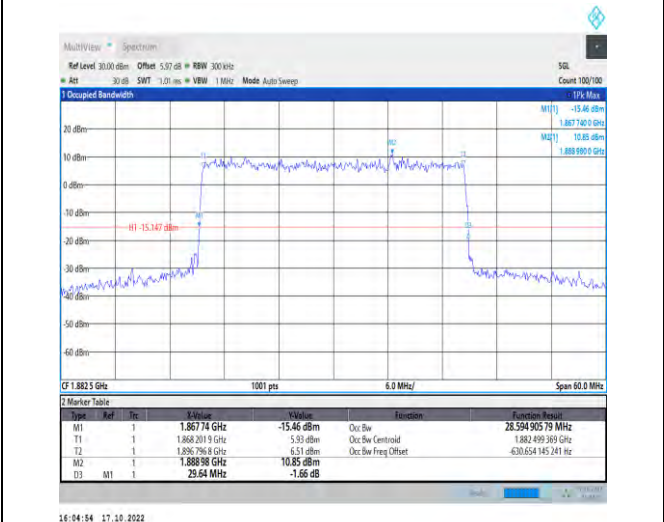 MultiView Spectrum
Ref Level 30.00 dBm Offset 5.97 dB RBW 300 kHz SGL
Att 30 dB SWT 1.01 ms VBW 1 MHz Mode Auto Sweep Count 100/100
1 Occupied Bandwidth 1Pk Max
M1[1] -15.46 dBm
1.867 740 0 GHz
20 dBm
M2[1] 10.85 dBm
M2
1.888 980 0 GHz
10 dBm
0 dBm
-10 dBm
M1
H1 -15.147 dBm
-20 dBm
-30 dBm
-40 dBm
-50 dBm
-60 dBm
CF 1.882 5 GHz 1001 pts 6.0 MHz/ Span 60.0 MHz
2 Marker Table
Type Ref Trc X-Value Y-Value Function Function Result
M1 1 1.867 74 GHz -15.46 dBm Occ Bw 28.594 905 79 MHz
T1 1 1.868 201 9 GHz 5.93 dBm Occ Bw Centroid 1.882 499 369 GHz
T2 1 1.896 796 8 GHz 6.51 dBm Occ Bw Freq Offset -630.654 145 241 Hz
M2 1 1.888 98 GHz 10.85 dBm
D3 M1 1 29.64 MHz -1.66 dB
16:04:54 17.10.2022